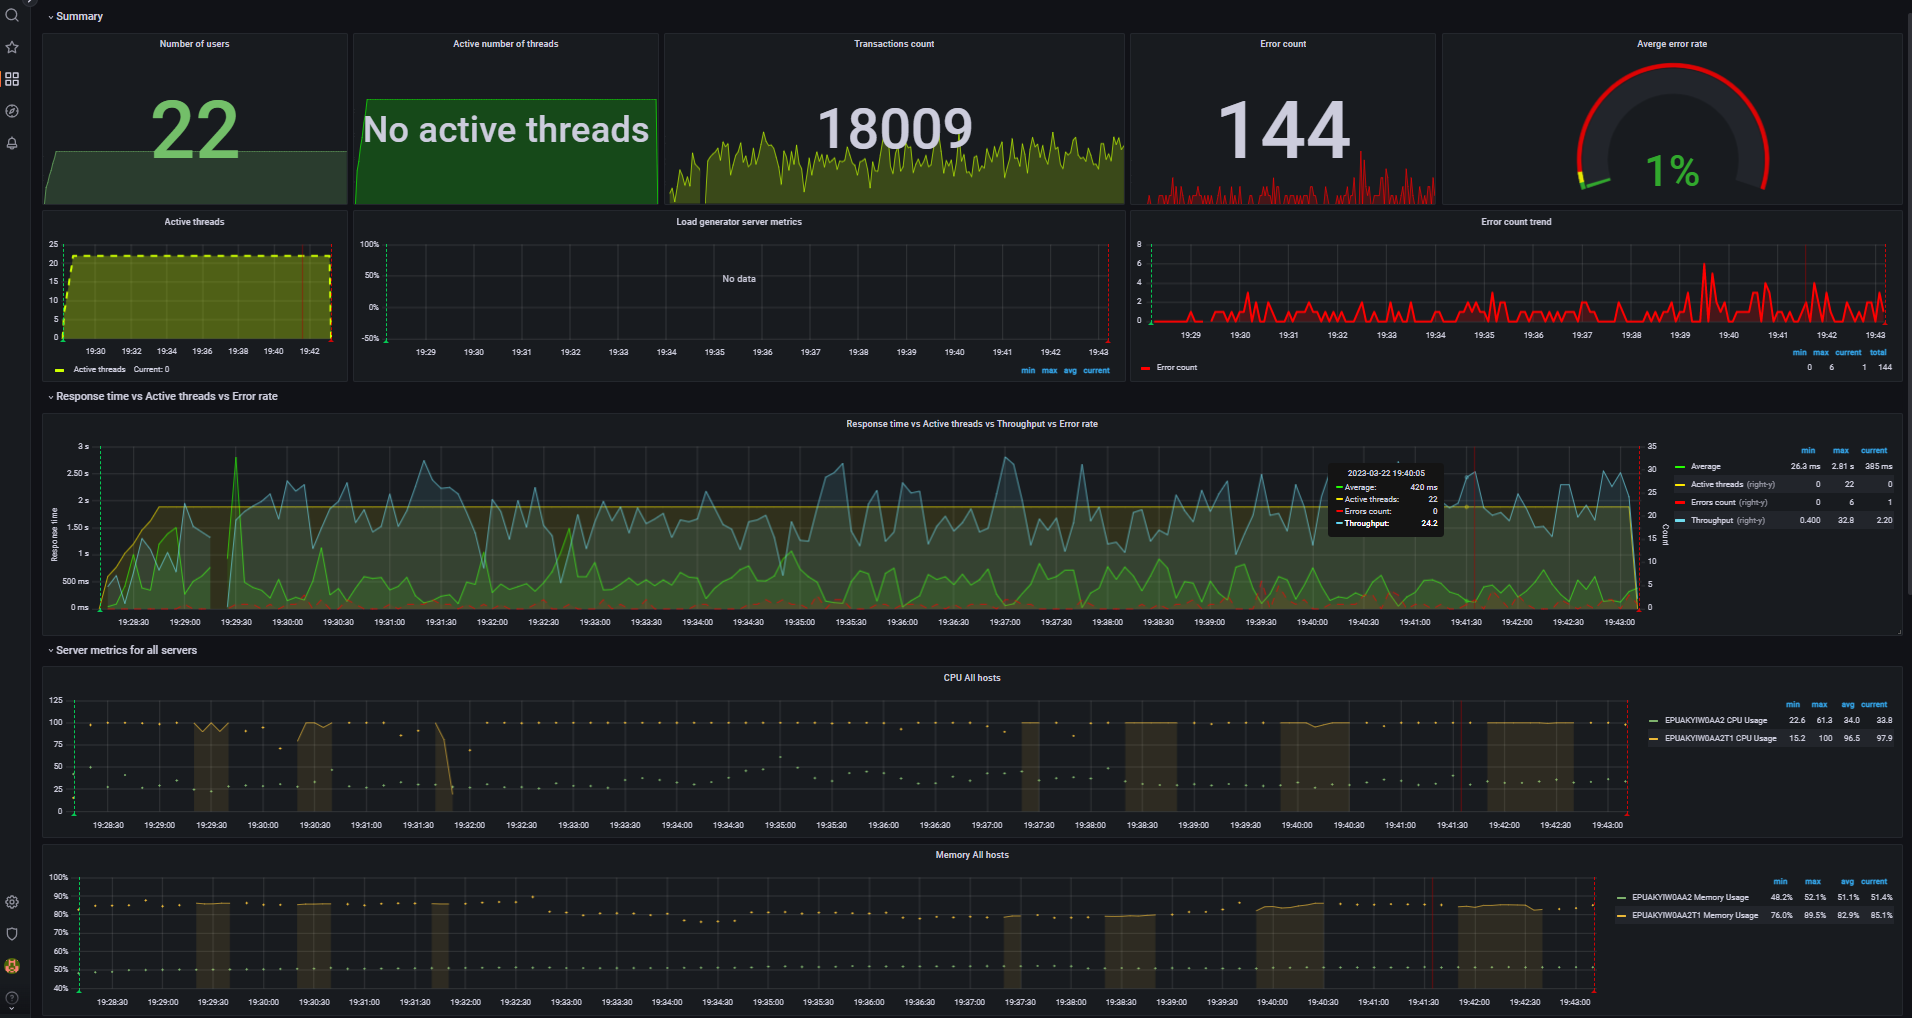 Summary
Number of users
Active number of threads
Transactions count
Error count
Averge error rate
22
No active threads
18009
144
1%
Active threads
25
20
15
10
5
0
19:30 19:32 19:34 19:36 19:38 19:40 19:42
Active threads Current: 0
Load generator server metrics
100%
50%
0%
-50%
No data
19:29 19:30 19:31 19:32 19:33 19:34 19:35 19:36 19:37 19:38 19:39 19:40 19:41 19:42 19:43
min max avg current
Error count trend
8
6
4
2
0
19:29 19:30 19:31 19:32 19:33 19:34 19:35 19:36 19:37 19:38 19:39 19:40 19:41 19:42 19:43
min max current total
Error count 0 6 1 144
Response time vs Active threads vs Error rate
Response time vs Active threads vs Throughput vs Error rate
Response time
3 s
2.50 s
2 s
1.50 s
1 s
500 ms
0 ms
35
30
25
20
15
10
5
0
Count
2023-03-22 19:40:05
Average: 420 ms
Active threads: 22
Errors count: 0
Throughput: 24.2
19:28:30 19:29:00 19:29:30 19:30:00 19:30:30 19:31:00 19:31:30 19:32:00 19:32:30 19:33:00 19:33:30 19:34:00 19:34:30 19:35:00 19:35:30 19:36:00 19:36:30 19:37:00 19:37:30 19:38:00 19:38:30 19:39:00 19:39:30 19:40:00 19:40:30 19:41:00 19:41:30 19:42:00 19:42:30 19:43:00
min max current
Average 26.3 ms 2.81 s 385 ms
Active threads (right-y) 0 22 0
Errors count (right-y) 0 6 1
Throughput (right-y) 0.400 32.8 2.20
Server metrics for all servers
CPU All hosts
125
100
75
50
25
0
19:28:30 19:29:00 19:29:30 19:30:00 19:30:30 19:31:00 19:31:30 19:32:00 19:32:30 19:33:00 19:33:30 19:34:00 19:34:30 19:35:00 19:35:30 19:36:00 19:36:30 19:37:00 19:37:30 19:38:00 19:38:30 19:39:00 19:39:30 19:40:00 19:40:30 19:41:00 19:41:30 19:42:00 19:42:30 19:43:00
min max avg current
EPUAKYIW0AA2 CPU Usage 22.6 61.3 34.0 33.8
EPUAKYIW0AA2T1 CPU Usage 15.2 100 96.5 97.9
Memory All hosts
100%
90%
80%
70%
60%
50%
40%
19:28:30 19:29:00 19:29:30 19:30:00 19:30:30 19:31:00 19:31:30 19:32:00 19:32:30 19:33:00 19:33:30 19:34:00 19:34:30 19:35:00 19:35:30 19:36:00 19:36:30 19:37:00 19:37:30 19:38:00 19:38:30 19:39:00 19:39:30 19:40:00 19:40:30 19:41:00 19:41:30 19:42:00 19:42:30 19:43:00
min max avg current
EPUAKYIW0AA2 Memory Usage 48.2% 52.1% 51.1% 51.4%
EPUAKYIW0AA2T1 Memory Usage 76.0% 89.5% 82.9% 85.1%